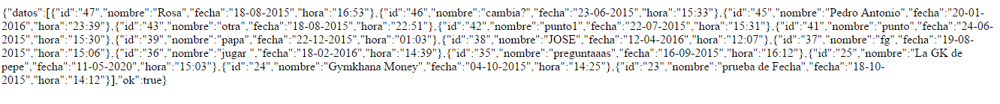 {"datos":[{"id":"47","nombre":"Rosa","fecha":"18-08-2015","hora":"16:53"},{"id":"46","nombre":"cambia?","fecha":"23-06-2015","hora":"15:33"},{"id":"45","nombre":"Pedro Antonio","fecha":"20-01-
2016","hora":"23:39"},{"id":"43","nombre":"otra","fecha":"18-08-2015","hora":"22:51"},{"id":"42","nombre":"punto1","fecha":"22-07-2015","hora":"15:31"},{"id":"41","nombre":"punto","fecha":"24-06-
2015","hora":"15:30"},{"id":"39","nombre":"papa","fecha":"22-12-2015","hora":"01:03"},{"id":"38","nombre":"JOSE","fecha":"12-04-2016","hora":"12:07"},{"id":"37","nombre":"fg","fecha":"19-08-
2015","hora":"15:06"},{"id":"36","nombre":"jugar ","fecha":"18-02-2016","hora":"14:39"},{"id":"35","nombre":"preguntaaas","fecha":"16-09-2015","hora":"16:12"},{"id":"25","nombre":"La GK de
pepe","fecha":"11-05-2020","hora":"15:03"},{"id":"24","nombre":"Gymkhana Money","fecha":"04-10-2015","hora":"14:25"},{"id":"23","nombre":"prueba de Fecha","fecha":"18-10-
2015","hora":"14:12"}],"ok":true}